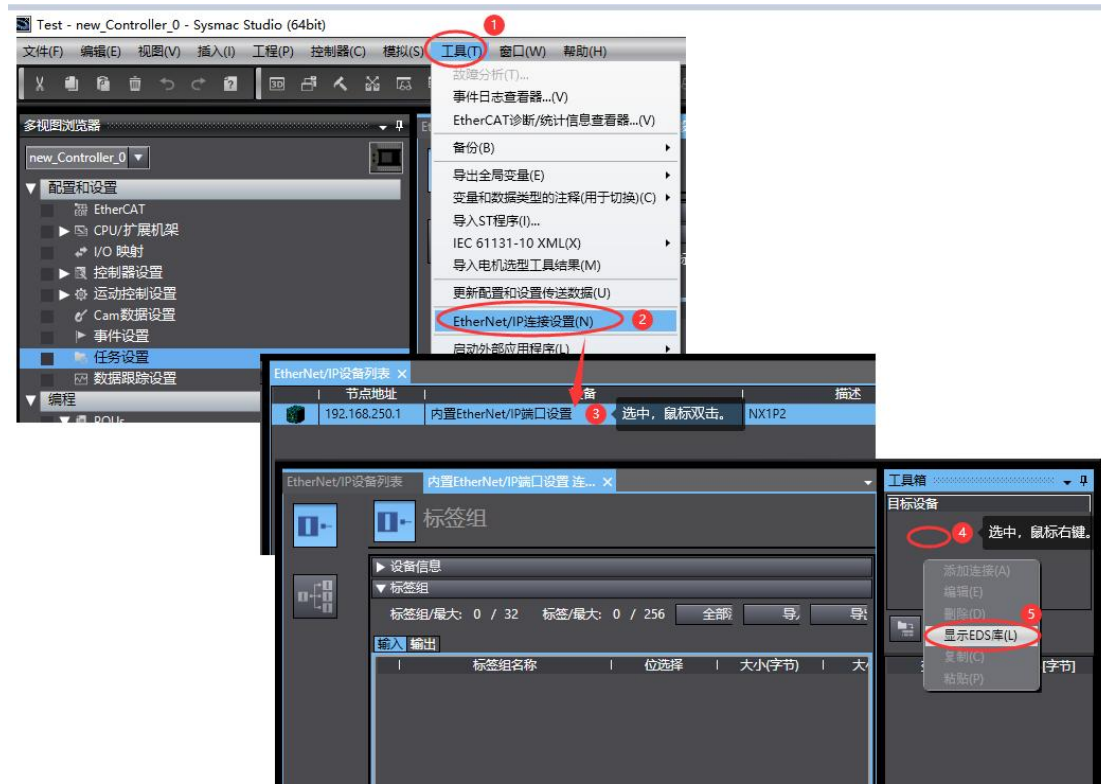 Test - new_Controller_0 - Sysmac Studio (64bit)
1
文件(F) 编辑(E) 视图(V) 插入(I) 工程(P) 控制器(C) 模拟(S) 工具(T) 窗口(W) 帮助(H)
故障分析(T)...
事件日志查看器...(V)
EtherCAT诊断/统计信息查看器...(V)
备份(B)
导出全局变量(E)
变量和数据类型的注释(用于切换)(C)
导入ST程序(I)...
IEC 61131-10 XML(X)
导入电机选型工具结果(M)
更新配置和设置传送数据(U)
EtherNet/IP连接设置(N) 2
启动外部应用程序(L)
多视图浏览器
new_Controller_0
配置和设置
EtherCAT
CPU/扩展机架
I/O 映射
控制器设置
运动控制设置
Cam数据设置
事件设置
任务设置
数据跟踪设置
编程
POUs
EtherNet/IP设备列表
节点地址 备 描述
192.168.250.1 内置EtherNet/IP端口设置 3 选中，鼠标双击。 NX1P2
EtherNet/IP设备列表 内置EtherNet/IP端口设置 连...
标签组
设备信息
标签组
标签组/最大: 0 / 32 标签/最大: 0 / 256 全部 导
输入 输出
标签组名称 位选择 大小(字节)
工具箱
目标设备
4 选中，鼠标右键。
添加连接(A)
编辑(E)
删除(D) 5
显示EDS库(L)
复制(C)
粘贴(P)
[字节]